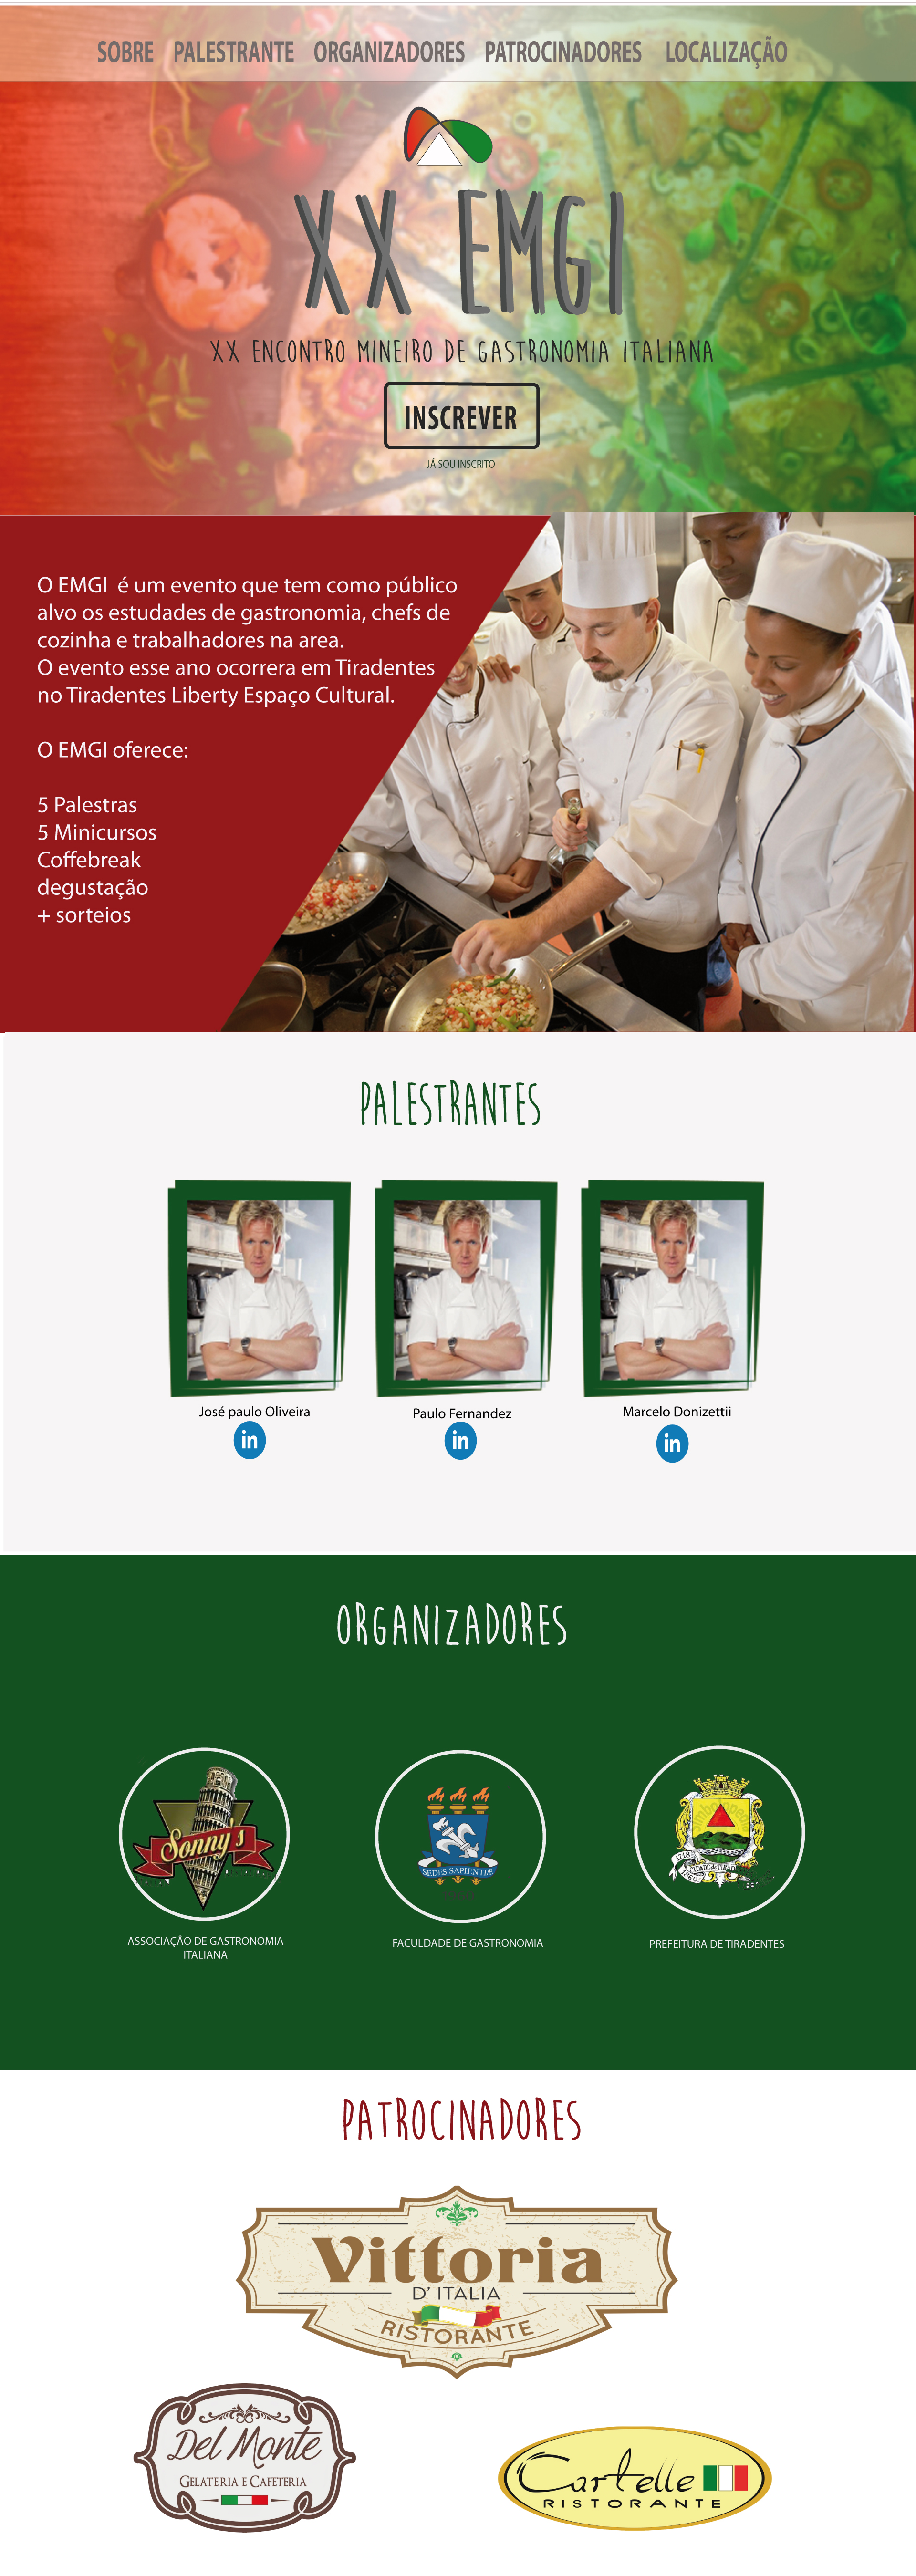 SOBRE PALESTRANTE ORGANIZADORES PATROCINADORES LOCALIZAÇÃO
XX EMGI
XX ENCONTRO MINEIRO DE GASTRONOMIA ITALIANA
INSCREVER
JÁ SOU INSCRITO
O EMGI é um evento que tem como público
alvo os estudades de gastronomia, chefs de
cozinha e trabalhadores na area.
O evento esse ano ocorrera em Tiradentes
no Tiradentes Liberty Espaço Cultural.
O EMGI oferece:
5 Palestras
5 Minicursos
Coffebreak
degustação
+ sorteios
PALESTRANTES
José paulo Oliveira
Paulo Fernandez
Marcelo Donizettii
in
in
in
ORGANIZADORES
Sonny's
SEDES SAPIENTIÆ
ASSOCIAÇÃO DE GASTRONOMIA
ITALIANA
FACULDADE DE GASTRONOMIA
PREFEITURA DE TIRADENTES
PATROCINADORES
Vittoria
D' ITALIA
RISTORANTE
Del Monte
GELATERIA E CAFETERIA
Cartelle
RISTORANTE